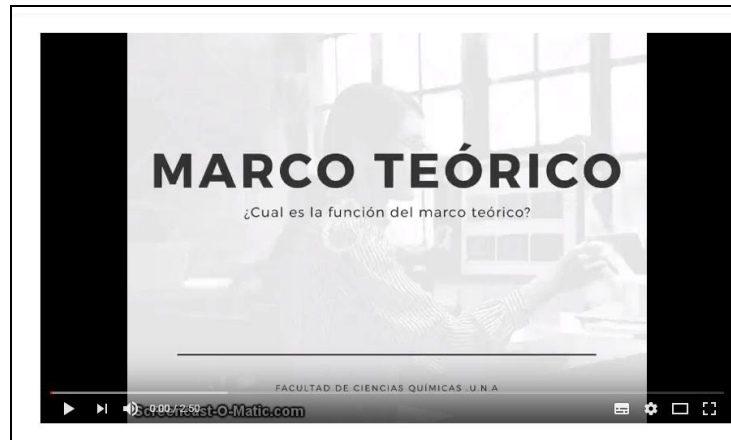 MARCO TEÓRICO
¿Cual es la función del marco teórico?
FACULTAD DE CIENCIAS QUÍMICAS .U.N.A
0:00 / 2:50
Screencast-O-Matic.com